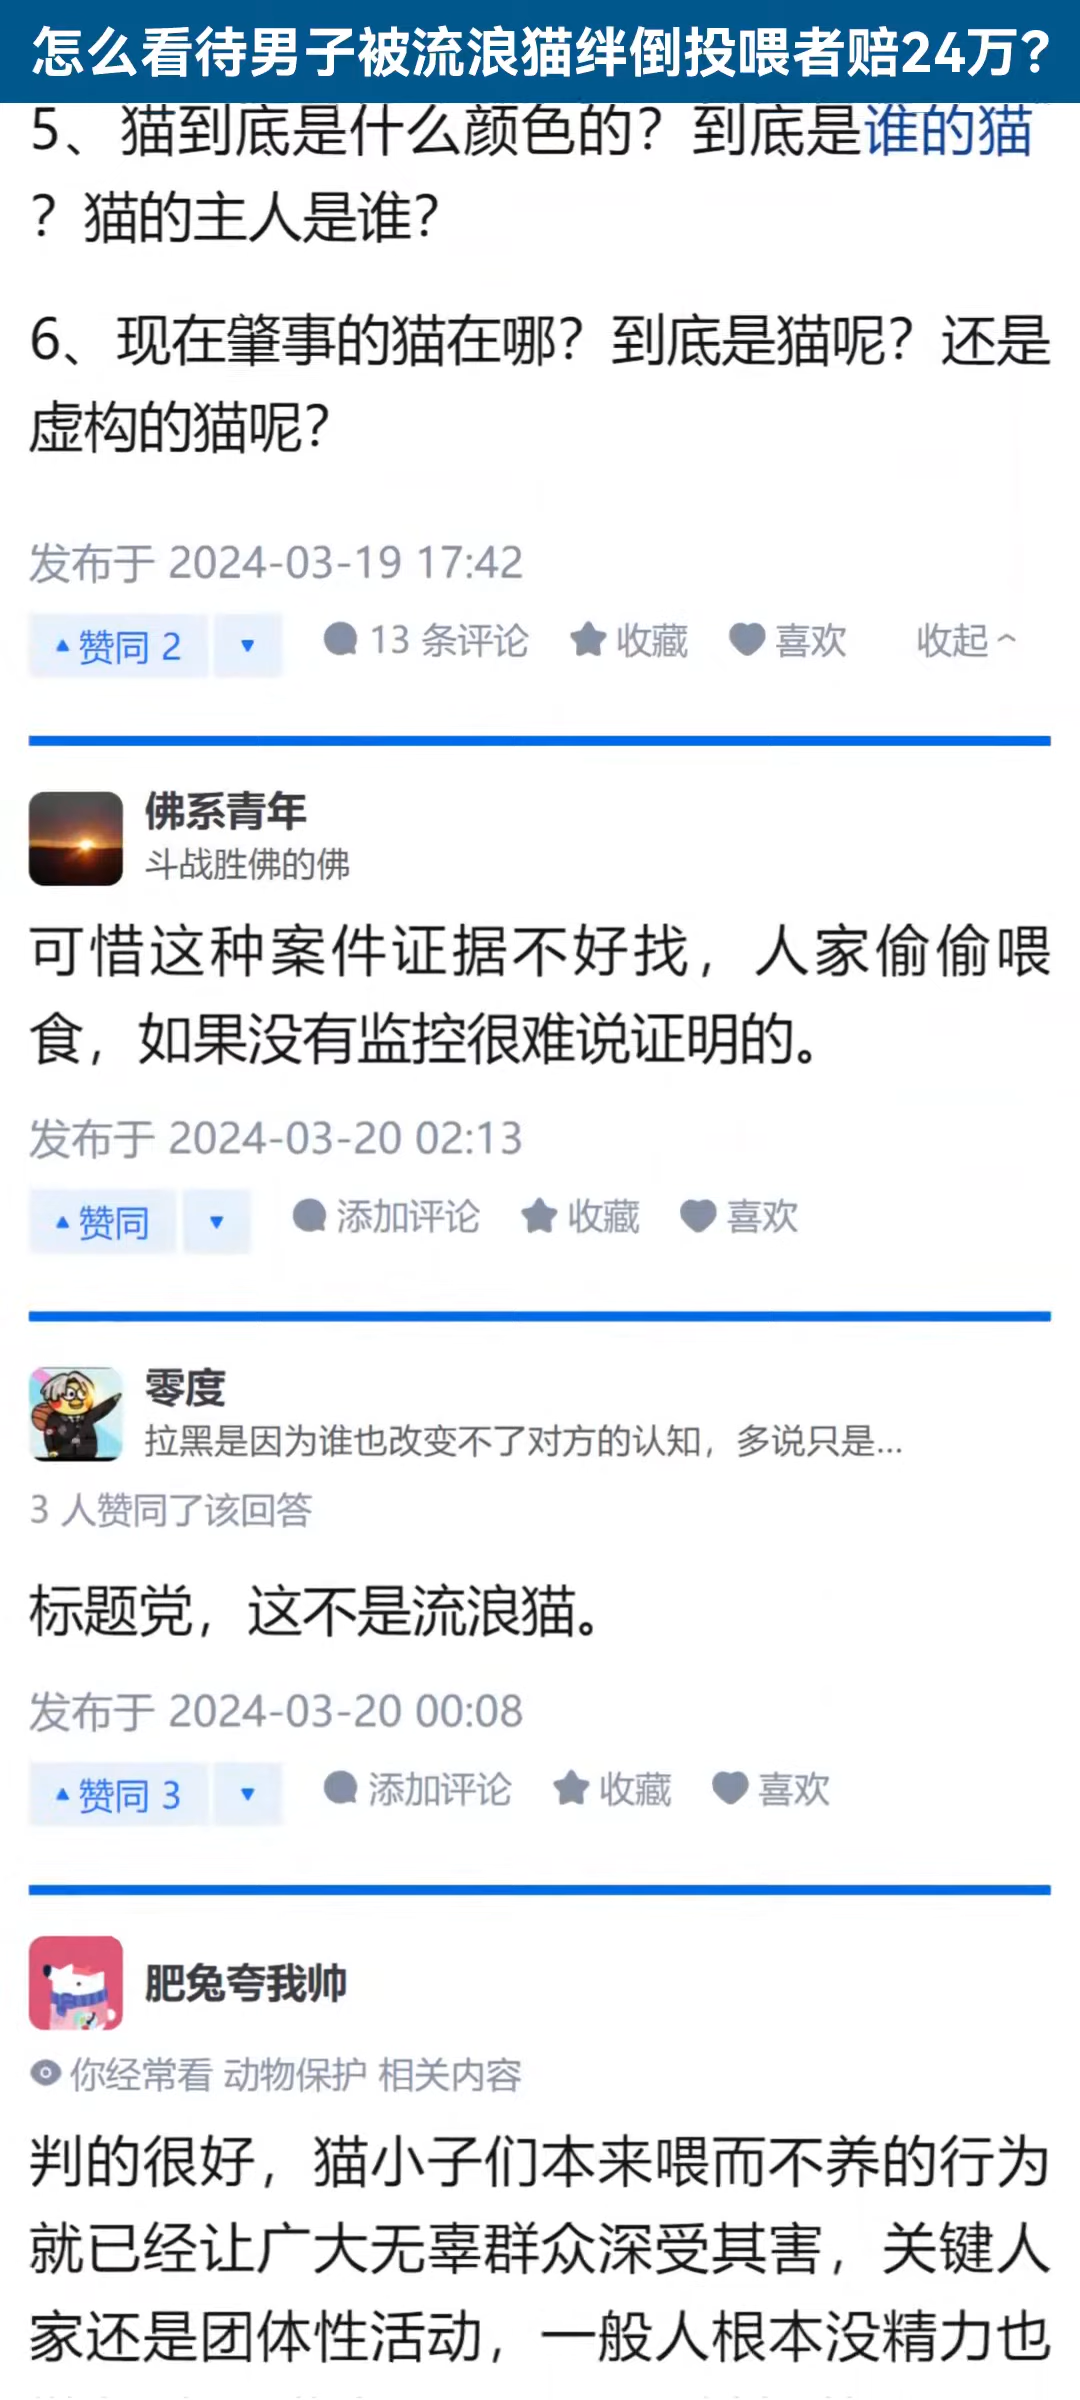 怎么看待男子被流浪猫绊倒投喂者赔24万?
5、猫到底是什么颜色的？到底是谁的猫
？猫的主人是谁？
6、现在肇事的猫在哪？到底是猫呢？还是
虚构的猫呢？
发布于 2024-03-19 17:42
赞同 2 13 条评论 收藏 喜欢 收起
佛系青年
斗战胜佛的佛
可惜这种案件证据不好找，人家偷偷喂
食，如果没有监控很难说证明的。
发布于 2024-03-20 02:13
赞同 添加评论 收藏 喜欢
零度
拉黑是因为谁也改变不了对方的认知，多说只是...
3 人赞同了该回答
标题党，这不是流浪猫。
发布于 2024-03-20 00:08
赞同 3 添加评论 收藏 喜欢
肥兔夸我帅
你经常看 动物保护 相关内容
判的很好，猫小子们本来喂而不养的行为
就已经让广大无辜群众深受其害，关键人
家还是团体性活动，一般人根本没精力也